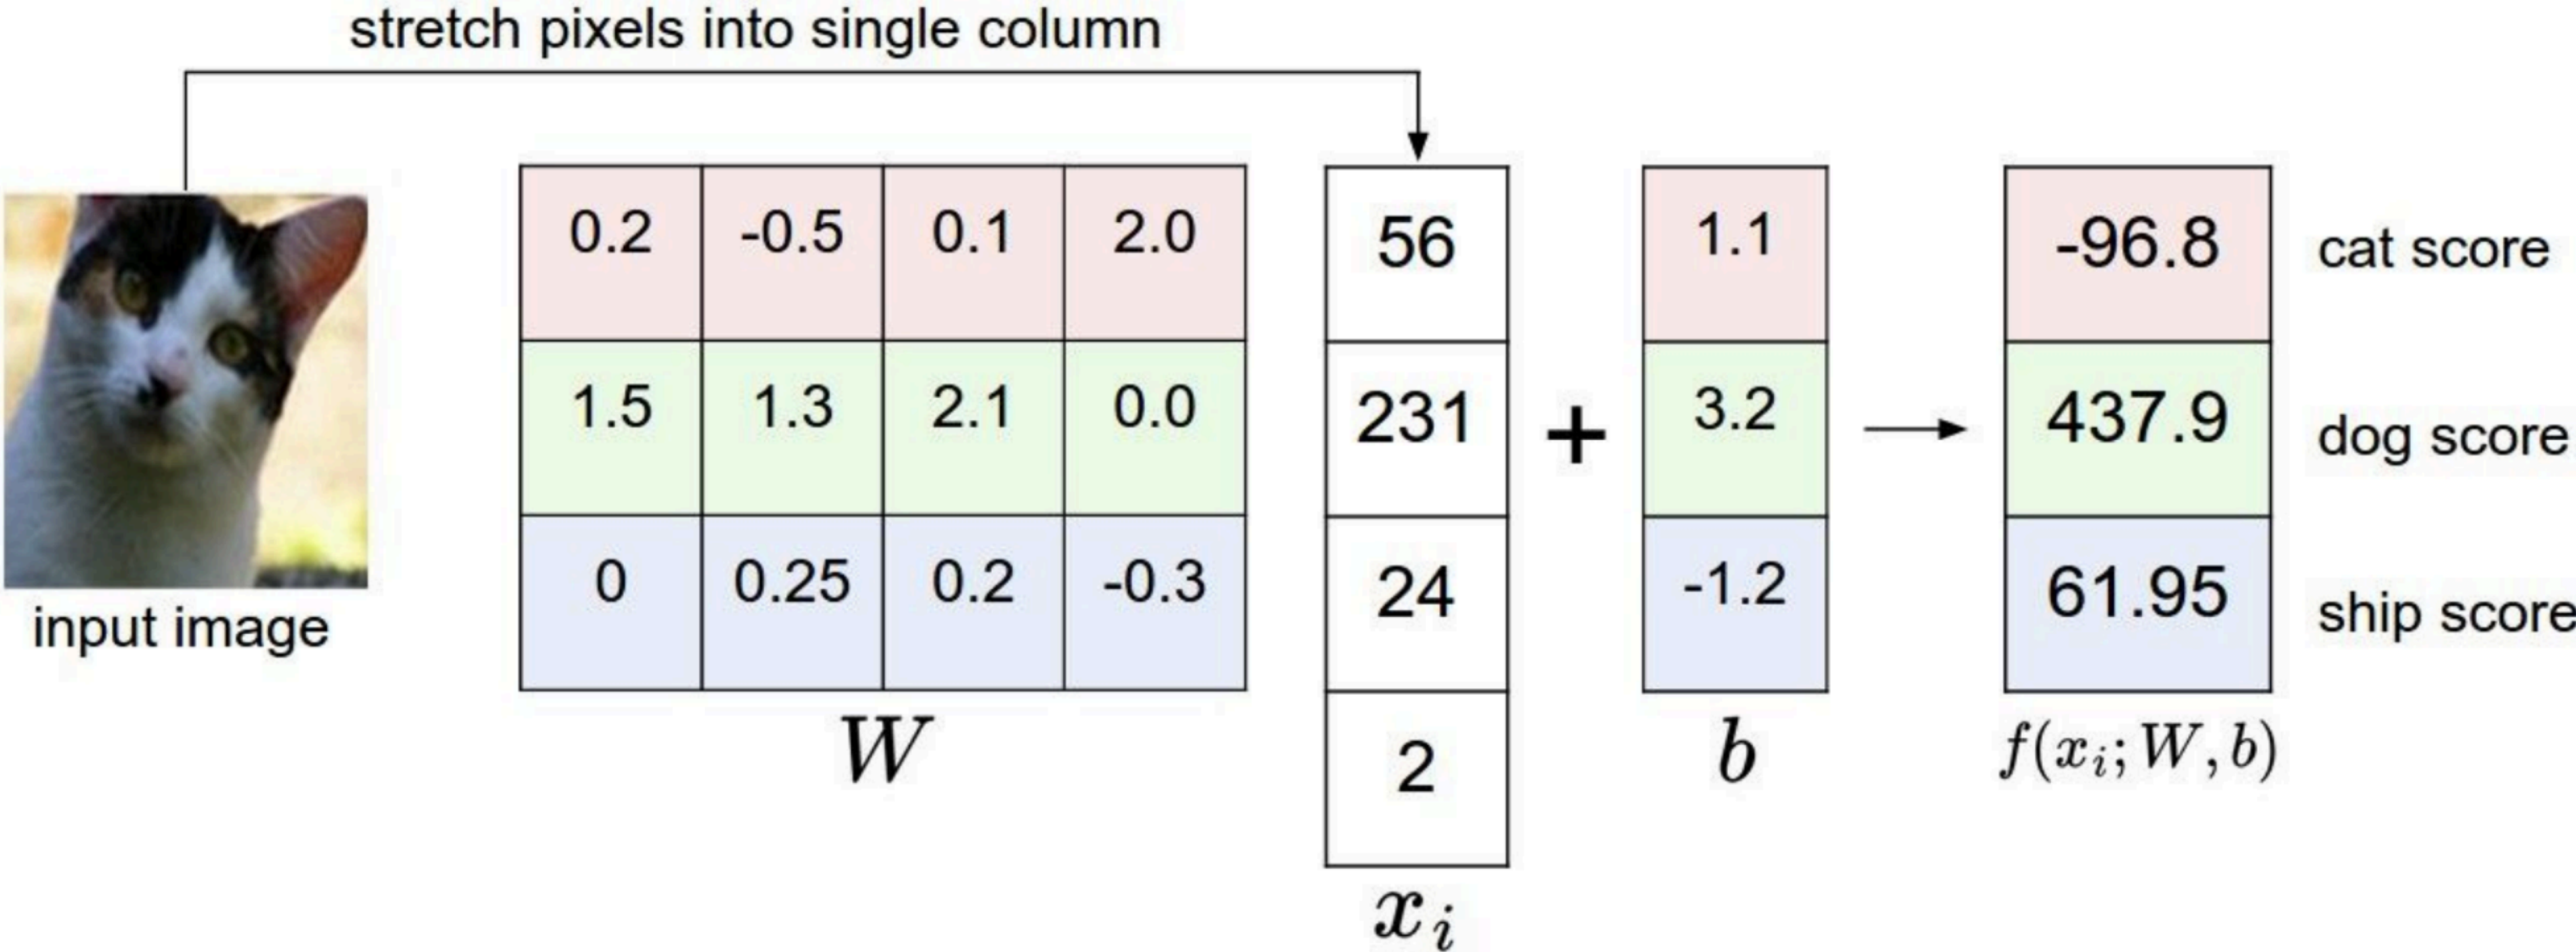 stretch pixels into single column
0.2 -0.5 0.1 2.0
1.5 1.3 2.1 0.0
0 0.25 0.2 -0.3
W
56
231
24
2
x_i
+
1.1
3.2
-1.2
b
-96.8 cat score
437.9 dog score
61.95 ship score
f(x_i; W, b)
input image